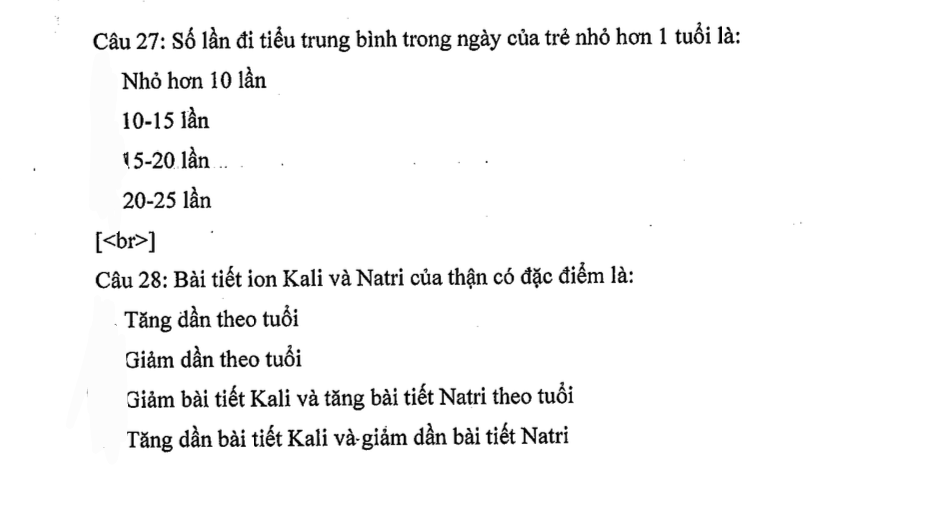 Câu 27: Số lần đi tiểu trung bình trong ngày của trẻ nhỏ hơn 1 tuổi là:
Nhỏ hơn 10 lần
10-15 lần
15-20 lần
20-25 lần
[<br>]
Câu 28: Bài tiết ion Kali và Natri của thận có đặc điểm là:
Tăng dần theo tuổi
Giảm dần theo tuổi
Giảm bài tiết Kali và tăng bài tiết Natri theo tuổi
Tăng dần bài tiết Kali và giảm dần bài tiết Natri